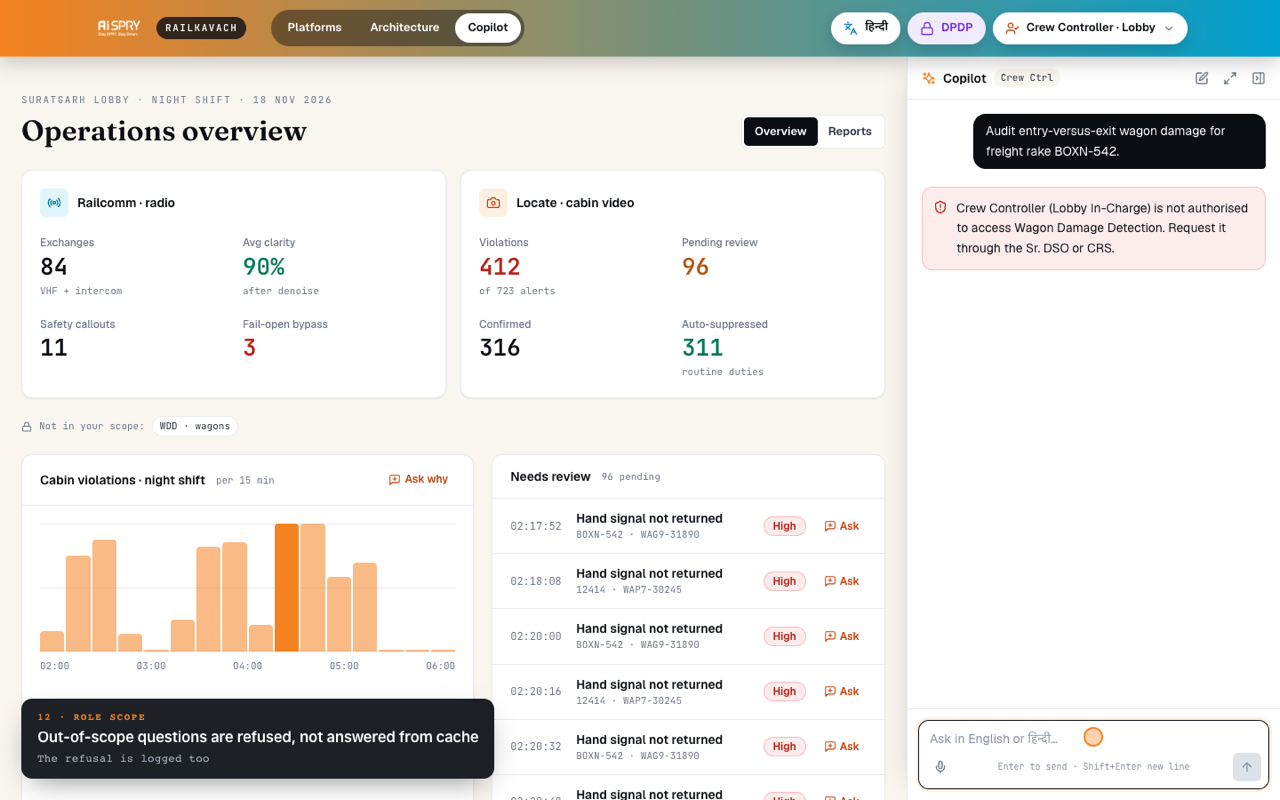 AiSPRY
RAILKAVACH
Platforms
Architecture
Copilot
हिन्दी
DPDP
Crew Controller · Lobby
SURATGARH LOBBY · NIGHT SHIFT · 18 NOV 2026
Operations overview
Overview
Reports
Railcomm · radio
Exchanges
84
VHF + intercom
Avg clarity
90%
after denoise
Safety callouts
11
Fail-open bypass
3
Locate · cabin video
Violations
412
of 723 alerts
Pending review
96
Confirmed
316
Auto-suppressed
311
routine duties
Not in your scope:
WDD · wagons
Cabin violations · night shift
per 15 min
Ask why
02:00
03:00
04:00
05:00
06:00
12 · ROLE SCOPE
Out-of-scope questions are refused, not answered from cache
The refusal is logged too
Needs review
96 pending
02:17:52
Hand signal not returned
BOXN-542 · WAG9-31890
High
Ask
02:18:08
Hand signal not returned
12414 · WAP7-30245
High
Ask
02:20:00
Hand signal not returned
BOXN-542 · WAG9-31890
High
Ask
02:20:16
Hand signal not returned
12414 · WAP7-30245
High
Ask
02:20:32
Hand signal not returned
BOXN-542 · WAG9-31890
High
Ask
Hand signal not returned
High
Ask
Copilot
Crew Ctrl
Audit entry-versus-exit wagon damage for
freight rake BOXN-542.
Crew Controller (Lobby In-Charge) is not authorised
to access Wagon Damage Detection. Request it
through the Sr. DSO or CRS.
Ask in English or हिन्दी…
Enter to send · Shift+Enter new line